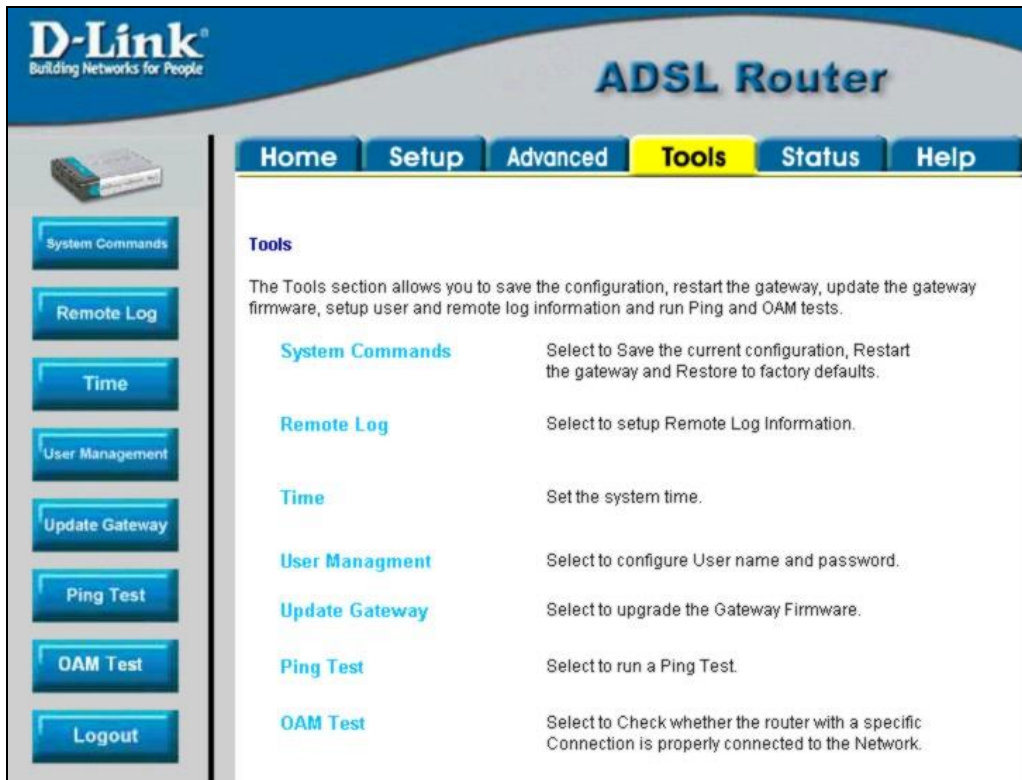 D-Link®
Building Networks for People
ADSL Router
Home Setup Advanced Tools Status Help
System Commands
Remote Log
Time
User Management
Update Gateway
Ping Test
OAM Test
Logout
Tools
The Tools section allows you to save the configuration, restart the gateway, update the gateway
firmware, setup user and remote log information and run Ping and OAM tests.
System Commands Select to Save the current configuration, Restart
the gateway and Restore to factory defaults.
Remote Log Select to setup Remote Log Information.
Time Set the system time.
User Managment Select to configure User name and password.
Update Gateway Select to upgrade the Gateway Firmware.
Ping Test Select to run a Ping Test.
OAM Test Select to Check whether the router with a specific
Connection is properly connected to the Network.